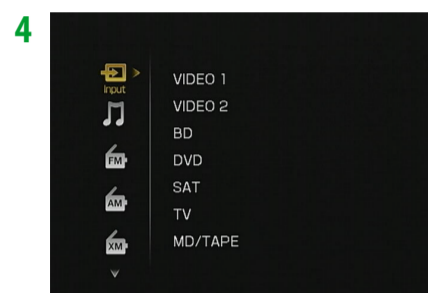 4
Input
VIDEO 1
VIDEO 2
BD
FM
DVD
SAT
AM
TV
XM
MD/TAPE